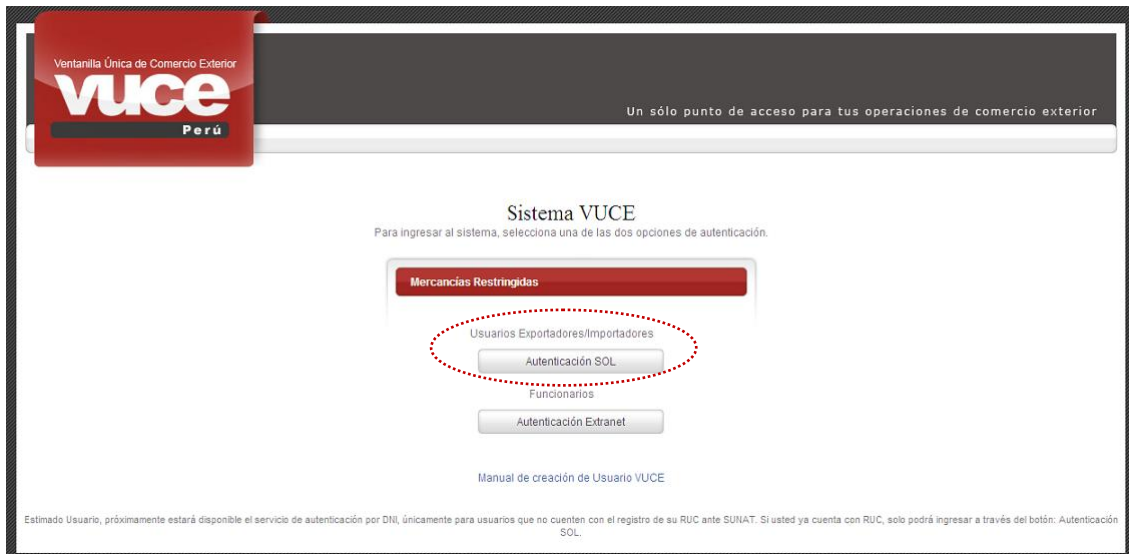 Ventanilla Única de Comercio Exterior
vuce
Perú
Un sólo punto de acceso para tus operaciones de comercio exterior
Sistema VUCE
Para ingresar al sistema, selecciona una de las dos opciones de autenticación.
Mercancías Restringidas
Usuarios Exportadores/Importadores
Autenticación SOL
Funcionarios
Autenticación Extranet
Manual de creación de Usuario VUCE
Estimado Usuario, próximamente estará disponible el servicio de autenticación por DNI, únicamente para usuarios que no cuenten con el registro de su RUC ante SUNAT. Si usted ya cuenta con RUC, solo podrá ingresar a través del botón: Autenticación
SOL.